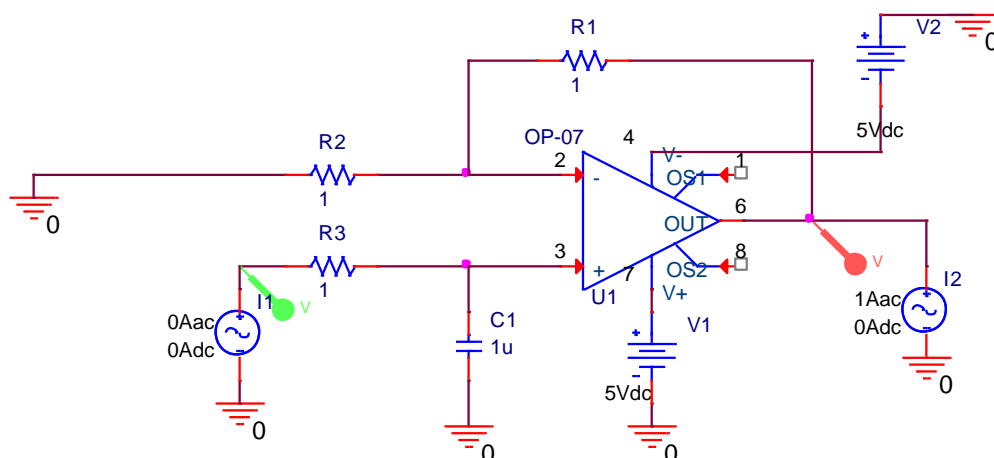 R1
1
V2
0
5Vdc
OP-07
4
V-
1
OS1
R2
1
2
-
0
6
OUT
R3
1
3
+
7
8
OS2
U1
V+
V
I1
0Aac
0Adc
0
C1
1u
0
V1
5Vdc
0
V
I2
1Aac
0Adc
0